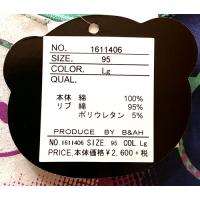 NO. 1611406
SIZE. 95
COLOR. Lg
QUAL.
本体 綿 100%
リブ 綿 95%
ポリウレタン 5%
PRODUCE BY B&AH
NO.1611406 SIZE. 95 COL.Lg
PRICE.本体価格¥2,600+税